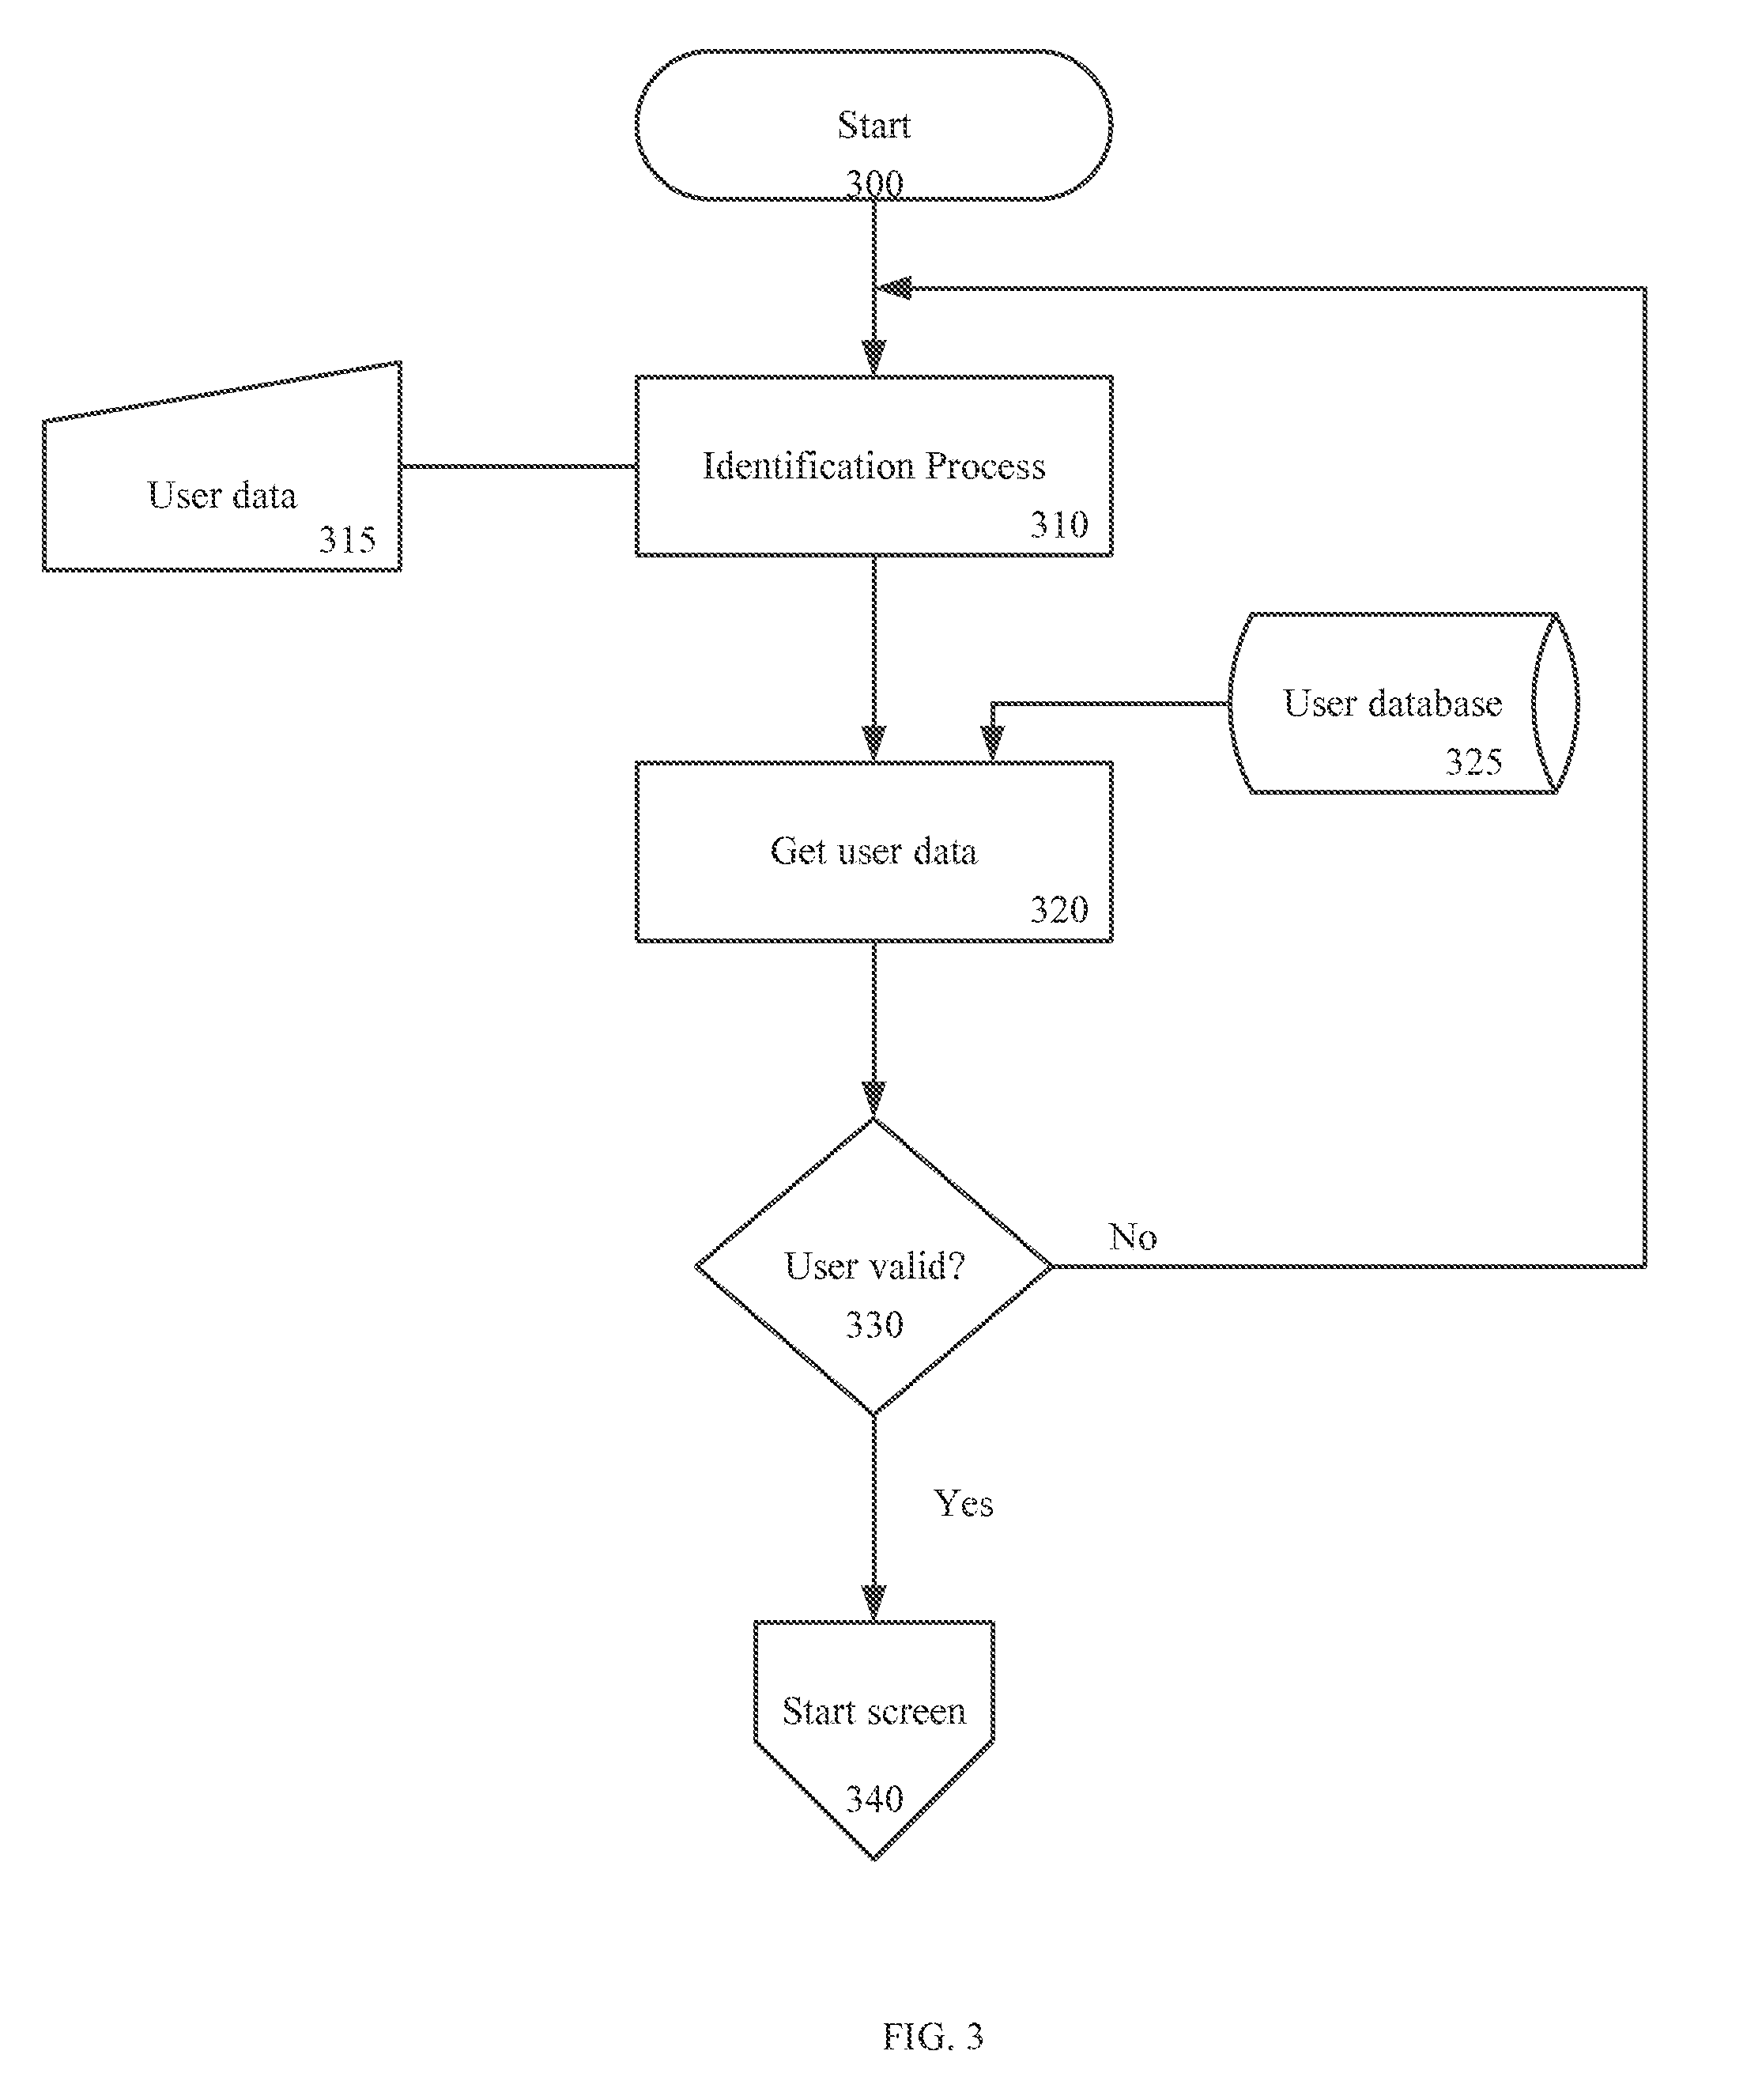 Start
300
Identification Process
310
User data
315
User database
325
Get user data
320
User valid?
330
No
Yes
Start screen
340
FIG. 3